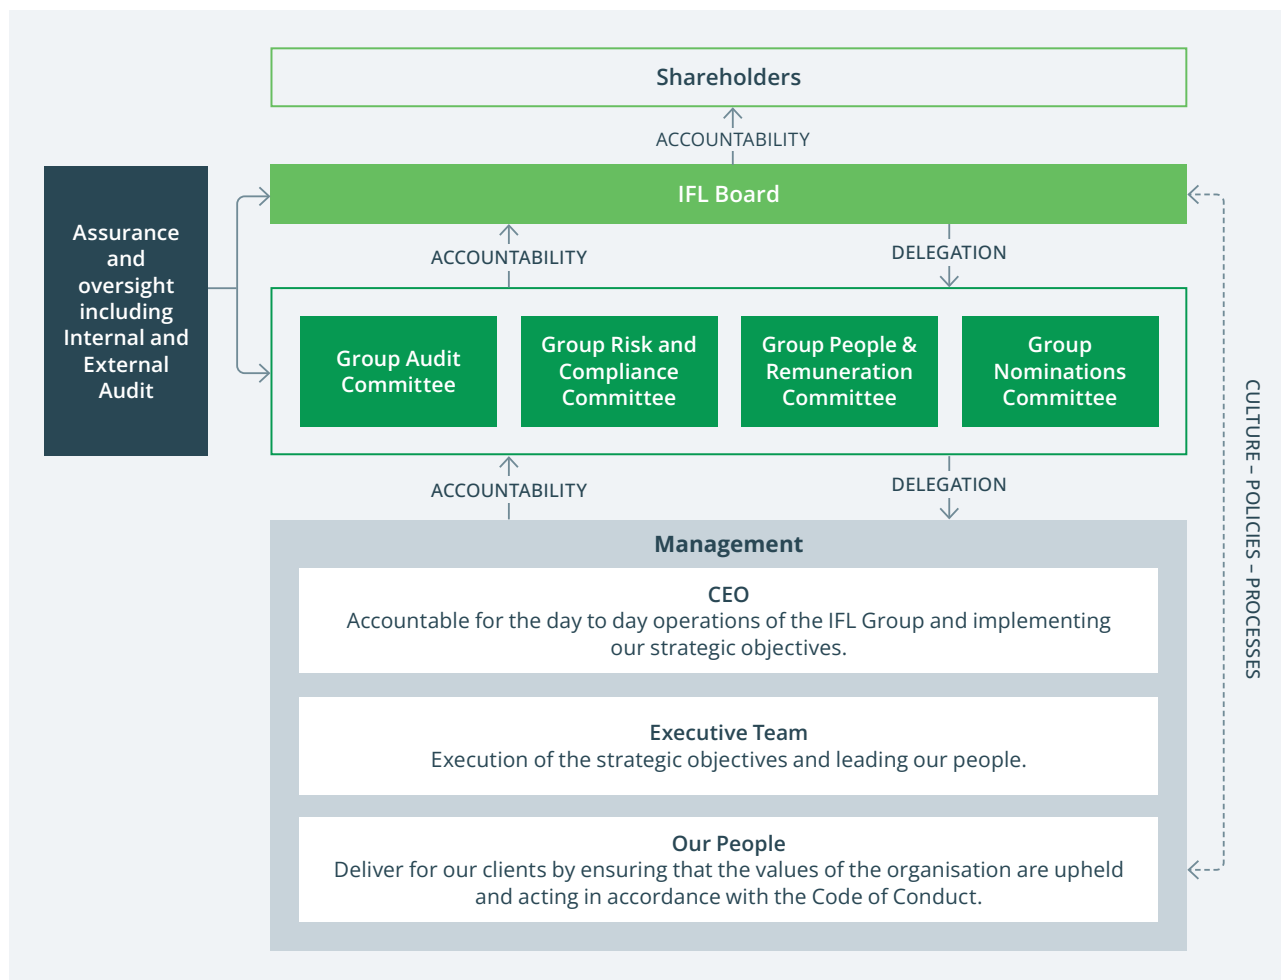 Shareholders
ACCOUNTABILITY
IFL Board
Assurance
and
oversight
including
Internal and
External
Audit
ACCOUNTABILITY
DELEGATION
Group Audit
Committee
Group Risk and
Compliance
Committee
Group People &
Remuneration
Committee
Group
Nominations
Committee
ACCOUNTABILITY
DELEGATION
CULTURE – POLICIES – PROCESSES
Management
CEO
Accountable for the day to day operations of the IFL Group and implementing
our strategic objectives.
Executive Team
Execution of the strategic objectives and leading our people.
Our People
Deliver for our clients by ensuring that the values of the organisation are upheld
and acting in accordance with the Code of Conduct.